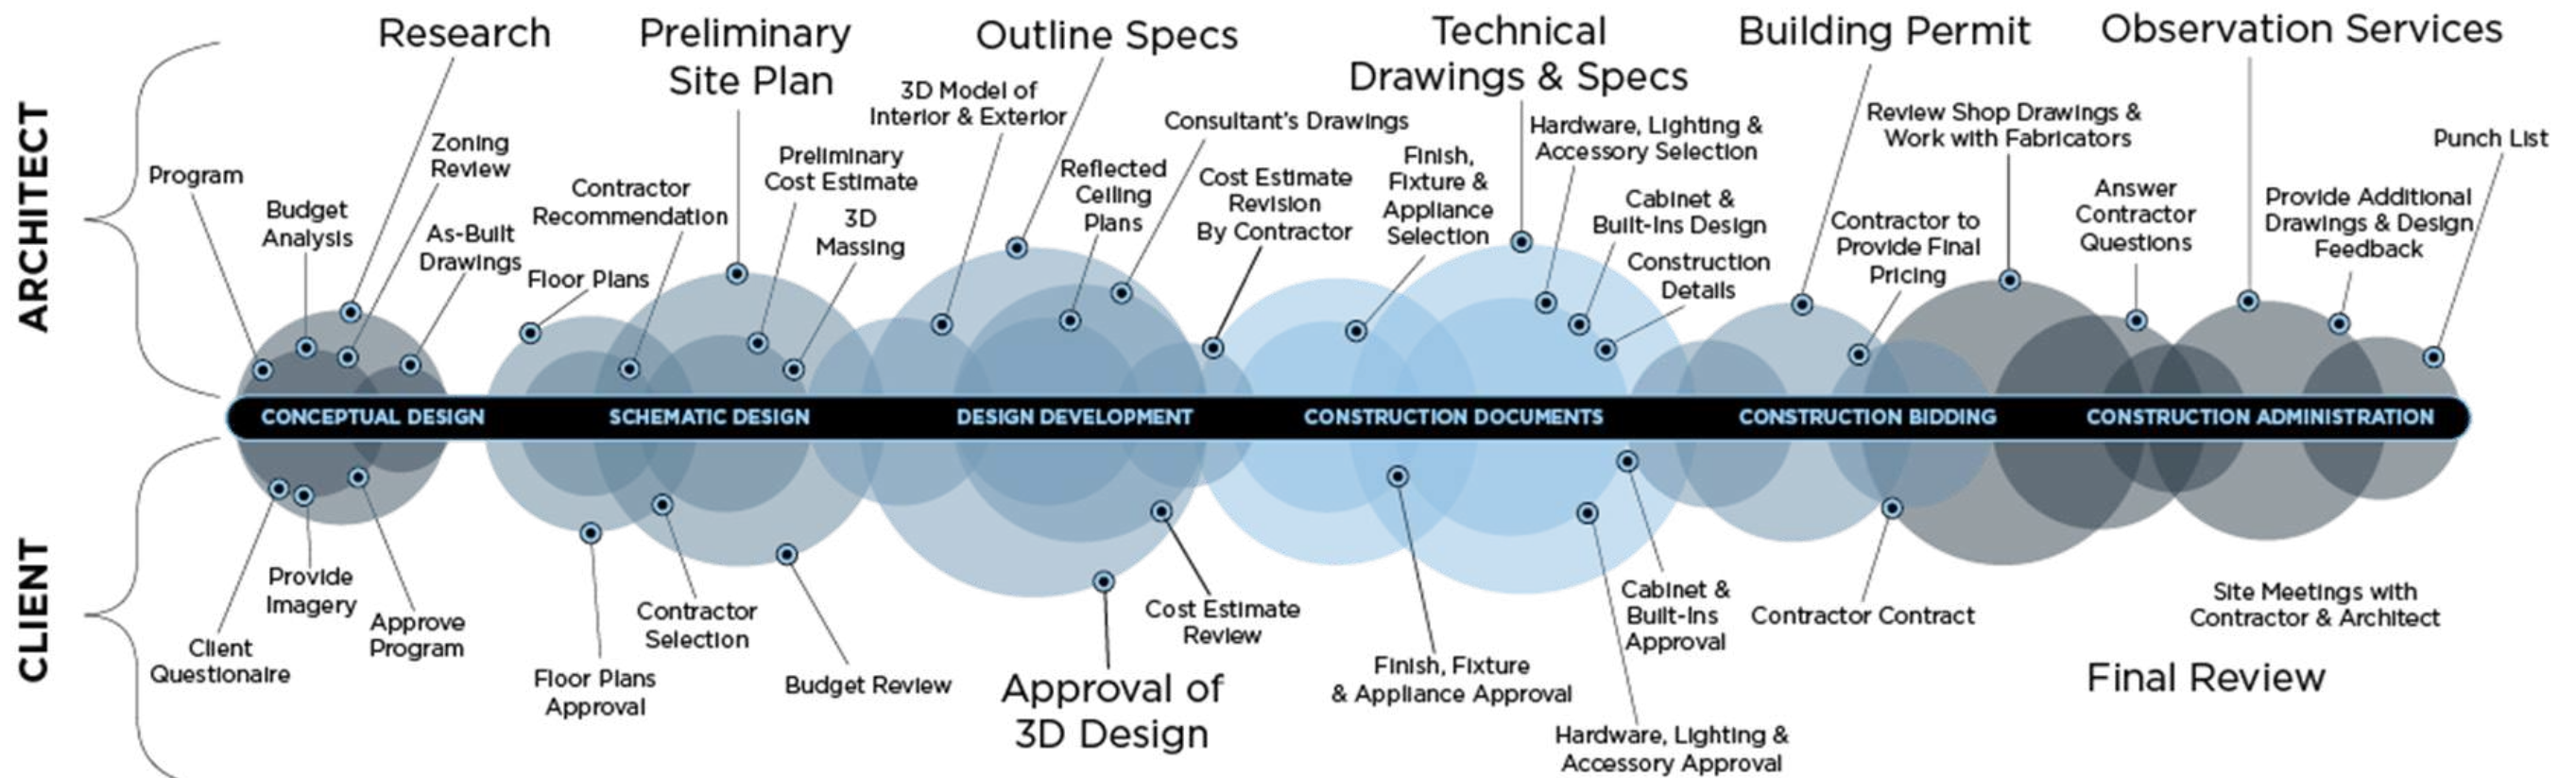 ARCHITECT
Research
Preliminary
Site Plan
Outline Specs
Technical
Drawings & Specs
Building Permit
Observation Services
Program
Budget
Analysis
Zoning
Review
As-Built
Drawings
Floor Plans
Contractor
Recommendation
Preliminary
Cost Estimate
3D
Massing
3D Model of
Interior & Exterior
Reflected
Ceiling
Plans
Consultant's Drawings
Cost Estimate
Revision
By Contractor
Finish,
Fixture &
Appliance
Selection
Hardware, Lighting &
Accessory Selection
Cabinet &
Built-Ins Design
Construction
Details
Contractor to
Provide Final
Pricing
Review Shop Drawings &
Work with Fabricators
Answer
Contractor
Questions
Provide Additional
Drawings & Design
Feedback
Punch List
CONCEPTUAL DESIGN
SCHEMATIC DESIGN
DESIGN DEVELOPMENT
CONSTRUCTION DOCUMENTS
CONSTRUCTION BIDDING
CONSTRUCTION ADMINISTRATION
CLIENT
Client
Questionaire
Provide
Imagery
Approve
Program
Floor Plans
Approval
Contractor
Selection
Budget Review
Approval of
3D Design
Cost Estimate
Review
Finish, Fixture
& Appliance Approval
Hardware, Lighting &
Accessory Approval
Cabinet &
Built-Ins
Approval
Contractor Contract
Site Meetings with
Contractor & Architect
Final Review